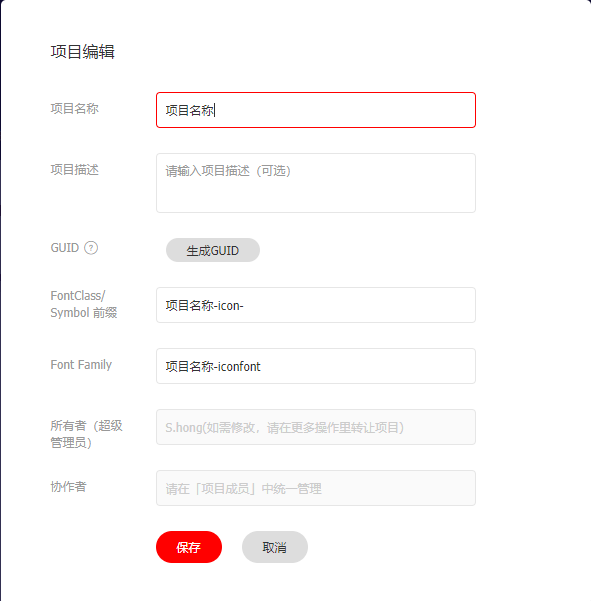 项目编辑
项目名称
项目名称
项目描述
请输入项目描述（可选）
GUID ?
生成GUID
FontClass/
Symbol 前缀
项目名称-icon-
Font Family
项目名称-iconfont
所有者（超级
管理员）
S.hong(如需修改，请在更多操作里转让项目）
协作者
请在「项目成员」中统一管理
保存
取消